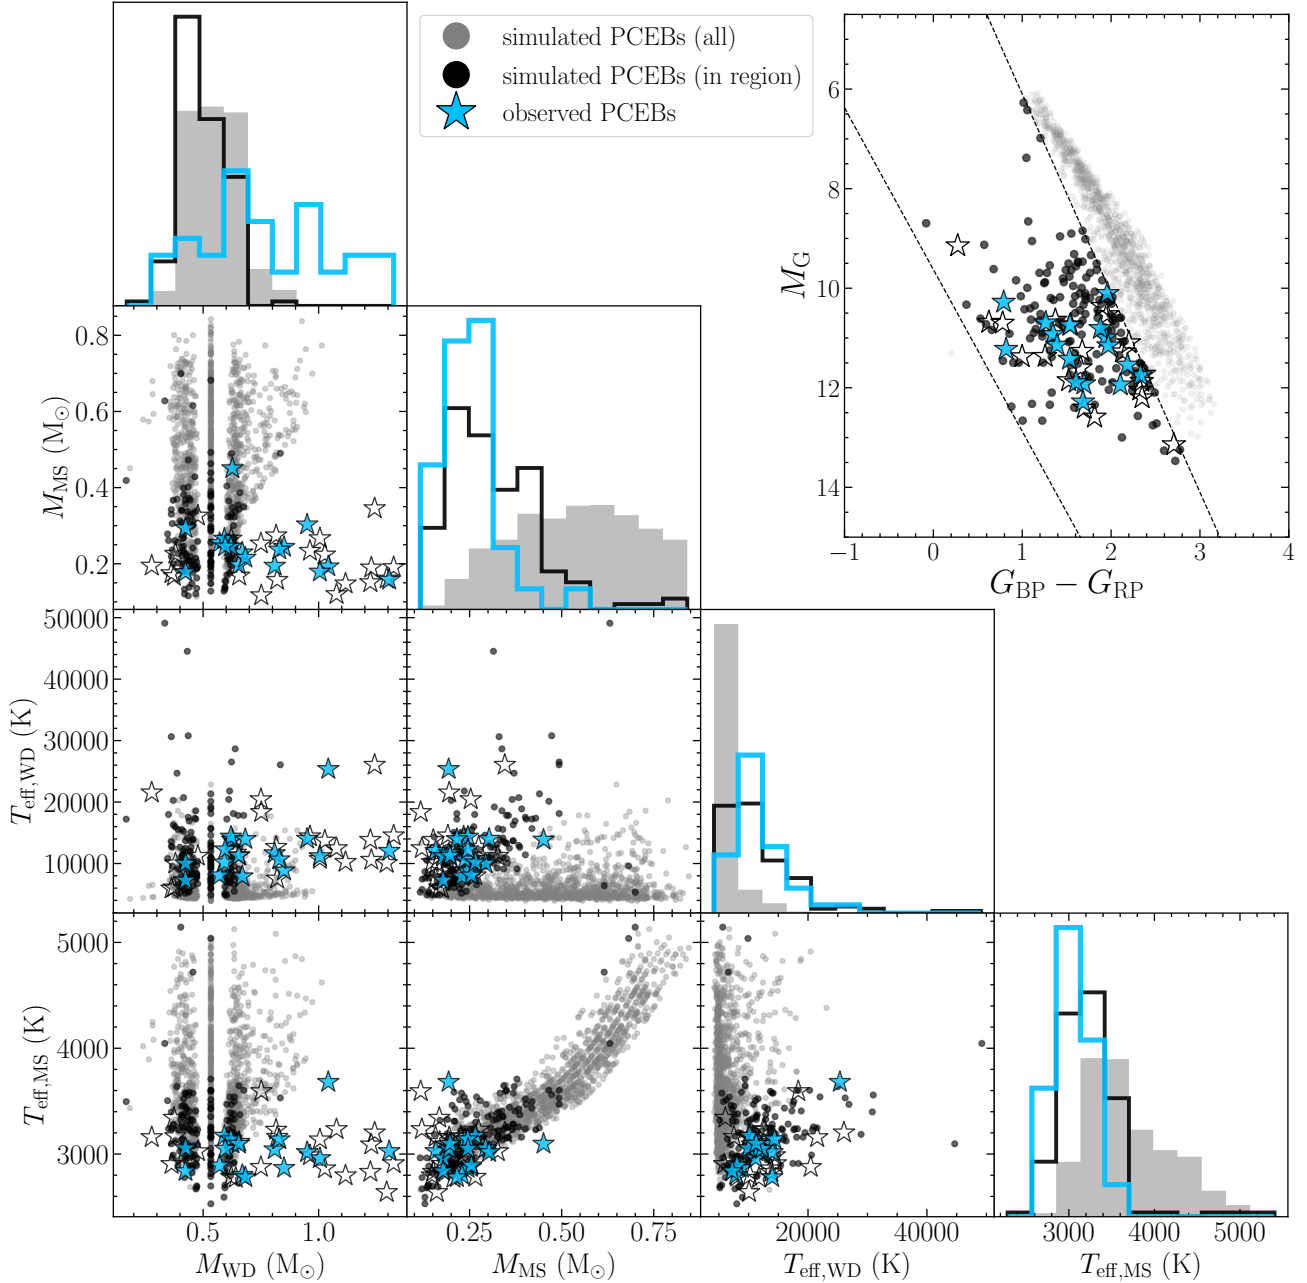 simulated PCEBs (all)
simulated PCEBs (in region)
observed PCEBs
6
8
10
12
14
M_G
−1 0 1 2 3 4
G_BP − G_RP
0.8
0.6
0.4
0.2
M_MS (M_⊙)
50000
40000
30000
20000
10000
T_eff,WD (K)
5000
4000
3000
T_eff,MS (K)
0.5 1.0
M_WD (M_⊙)
0.25 0.50 0.75
M_MS (M_⊙)
20000 40000
T_eff,WD (K)
3000 4000 5000
T_eff,MS (K)